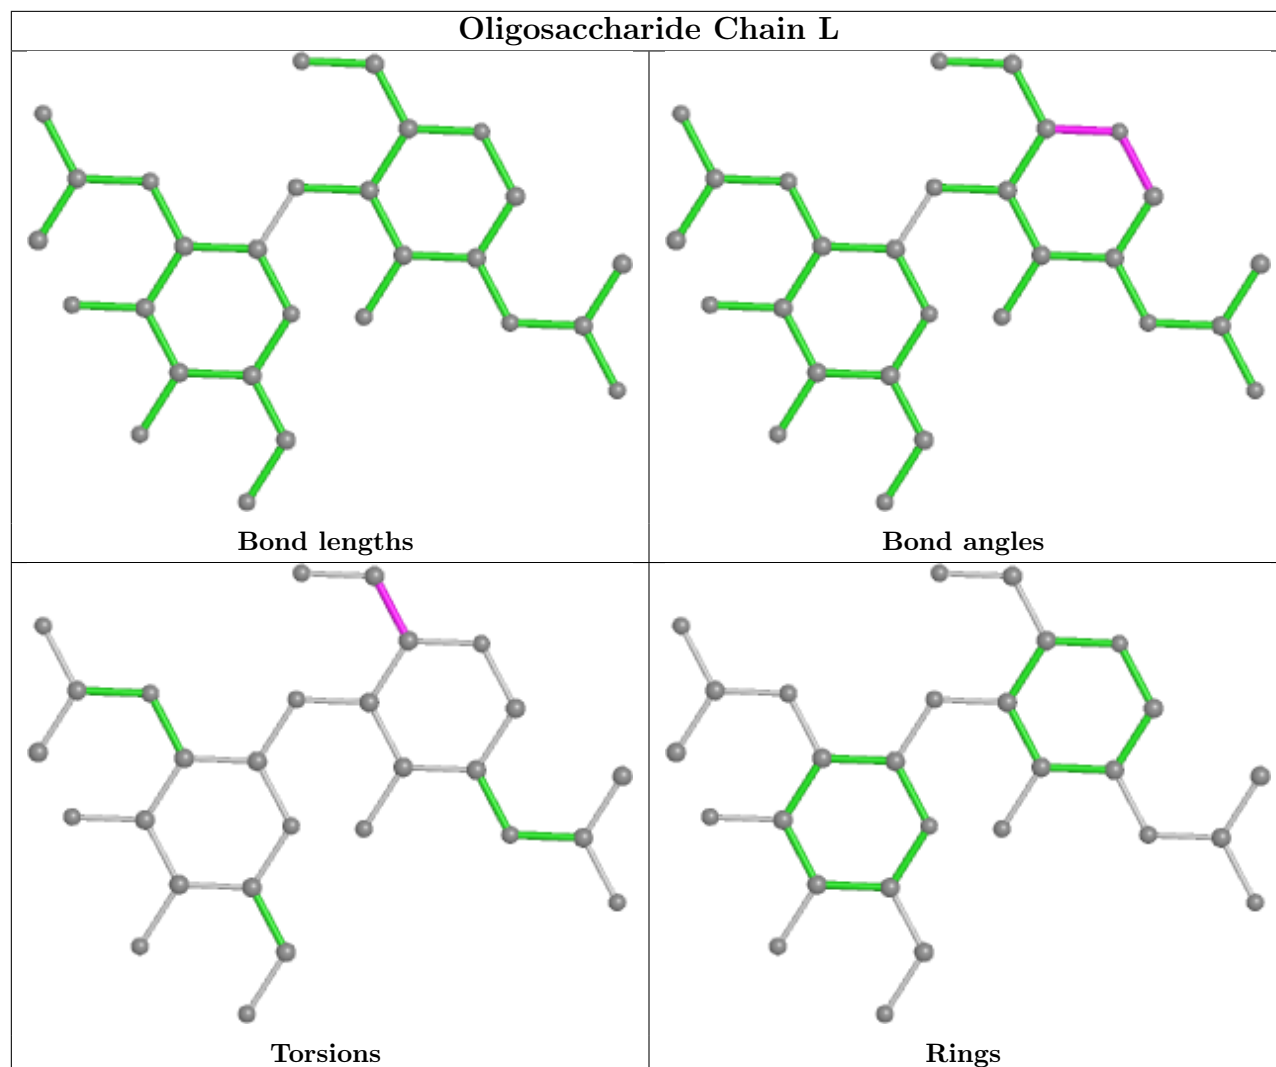 Oligosaccharide Chain L
Bond lengths
Bond angles
Torsions
Rings